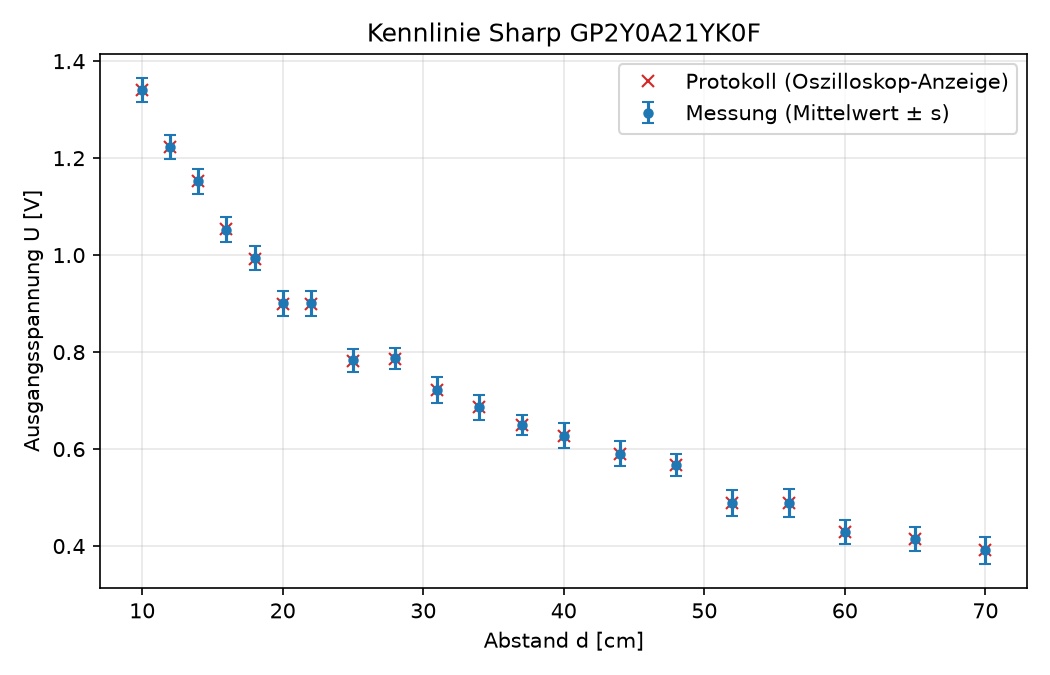 Kennlinie Sharp GP2Y0A21YK0F
Protokoll (Oszilloskop-Anzeige)
Messung (Mittelwert ± s)
Ausgangsspannung U [V]
1.4
1.2
1.0
0.8
0.6
0.4
10 20 30 40 50 60 70
Abstand d [cm]